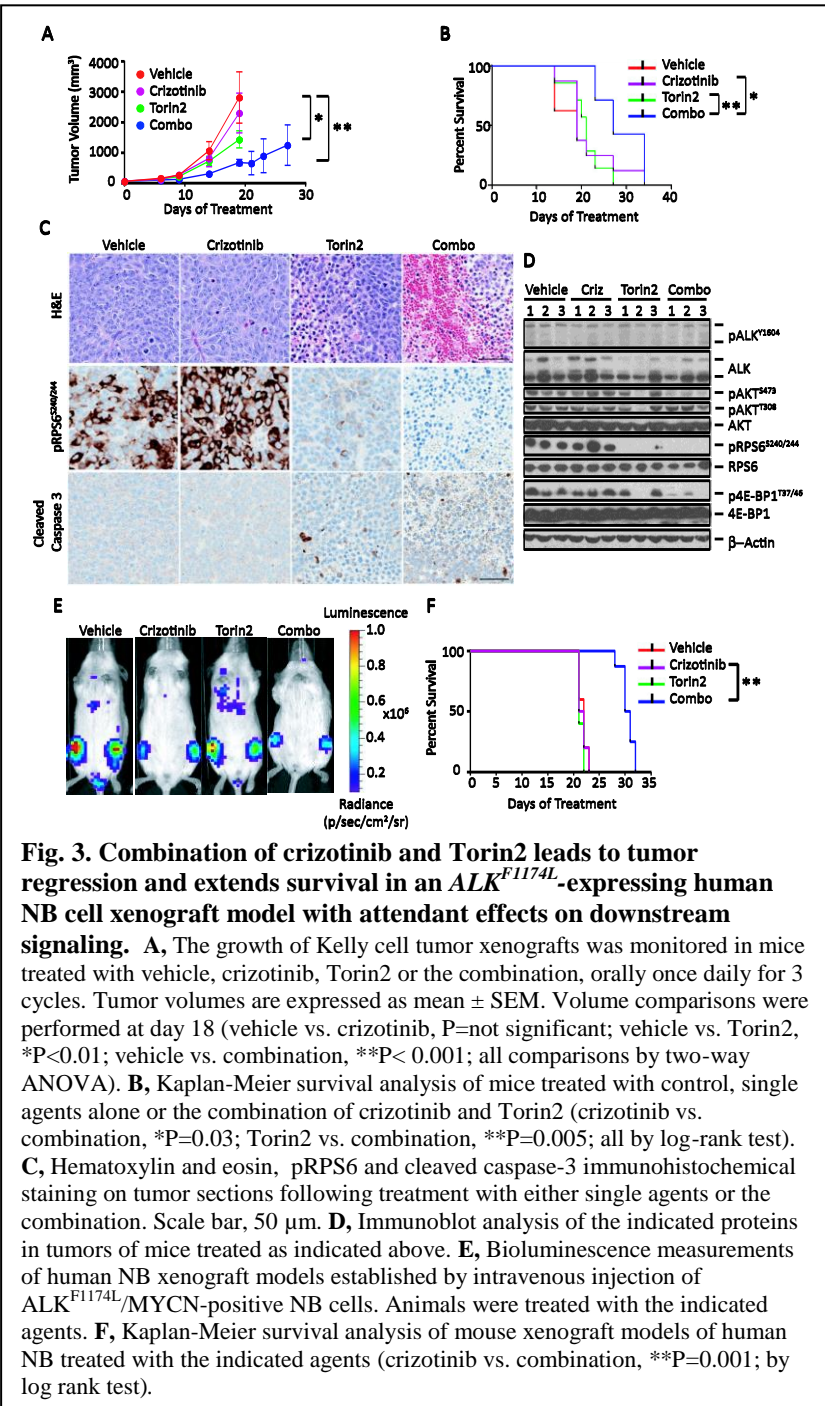 A
B
Tumor Volume (mm³)
4000
3000
2000
1000
0
0 10 20 30
Days of Treatment
Vehicle
Crizotinib
Torin2
Combo
*
**
Percent Survival
100
50
0
0 10 20 30 40
Days of Treatment
Vehicle
Crizotinib
Torin2
Combo
**
*
C
Vehicle Crizotinib Torin2 Combo
H&E
pRPS6S240/244
Cleaved
Caspase 3
D
Vehicle Criz Torin2 Combo
1 2 3 1 2 3 1 2 3 1 2 3
pALKY1604
ALK
pAKTS473
pAKTT308
AKT
pRPS6S240/244
RPS6
p4E-BP1T37/46
4E-BP1
β–Actin
E
Vehicle Crizotinib Torin2 Combo
Luminescence
1.0
0.8
0.6
x10⁶
0.4
0.2
Radiance
(p/sec/cm²/sr)
F
Percent Survival
100
50
0
0 5 10 15 20 25 30 35
Days of Treatment
Vehicle
Crizotinib
Torin2
Combo
**
Fig. 3. Combination of crizotinib and Torin2 leads to tumor
regression and extends survival in an ALKF1174L-expressing human
NB cell xenograft model with attendant effects on downstream
signaling. A, The growth of Kelly cell tumor xenografts was monitored in mice
treated with vehicle, crizotinib, Torin2 or the combination, orally once daily for 3
cycles. Tumor volumes are expressed as mean ± SEM. Volume comparisons were
performed at day 18 (vehicle vs. crizotinib, P=not significant; vehicle vs. Torin2,
*P<0.01; vehicle vs. combination, **P< 0.001; all comparisons by two-way
ANOVA). B, Kaplan-Meier survival analysis of mice treated with control, single
agents alone or the combination of crizotinib and Torin2 (crizotinib vs.
combination, *P=0.03; Torin2 vs. combination, **P=0.005; all by log-rank test).
C, Hematoxylin and eosin, pRPS6 and cleaved caspase-3 immunohistochemical
staining on tumor sections following treatment with either single agents or the
combination. Scale bar, 50 µm. D, Immunoblot analysis of the indicated proteins
in tumors of mice treated as indicated above. E, Bioluminescence measurements
of human NB xenograft models established by intravenous injection of
ALKF1174L/MYCN-positive NB cells. Animals were treated with the indicated
agents. F, Kaplan-Meier survival analysis of mouse xenograft models of human
NB treated with the indicated agents (crizotinib vs. combination, **P=0.001; by
log rank test).